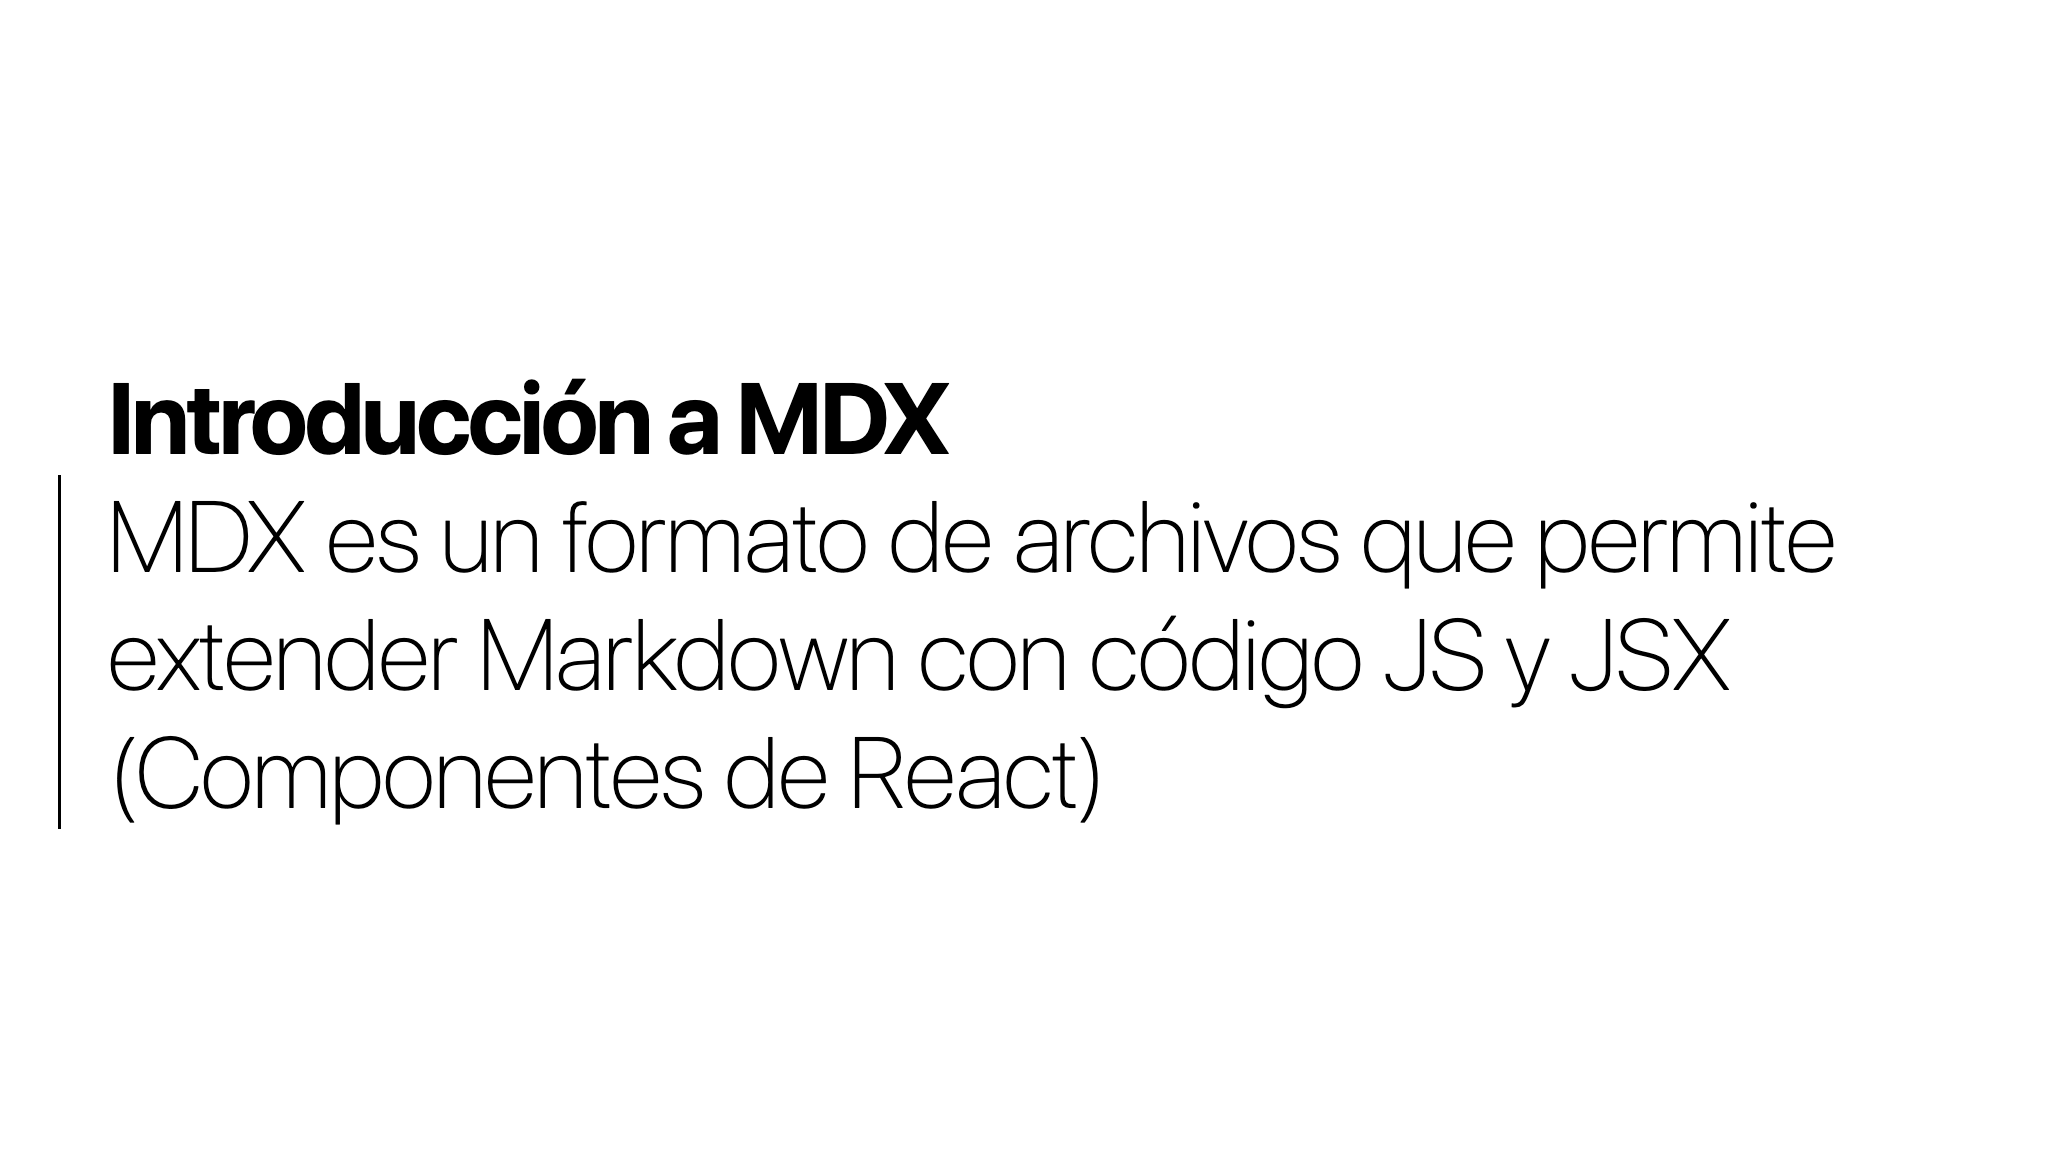 Introducción a MDX
MDX es un formato de archivos que permite
extender Markdown con código JS y JSX
(Componentes de React)